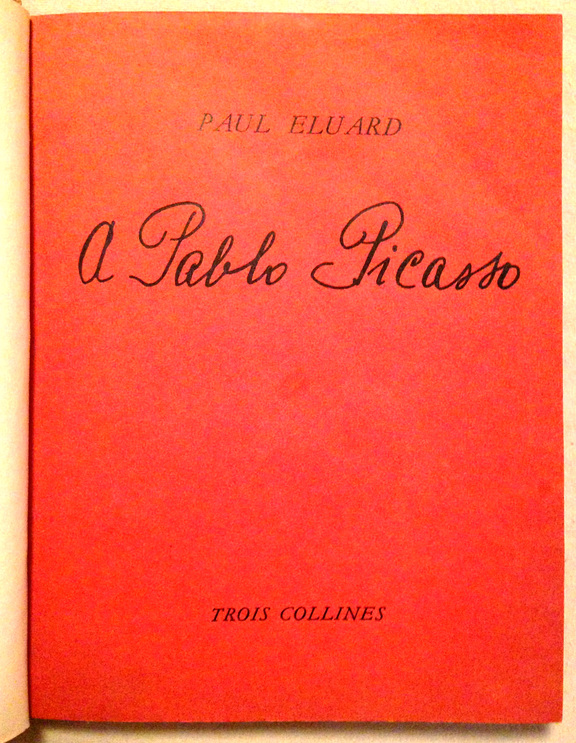 PAUL ELUARD
A Pablo Picasso
TROIS COLLINES